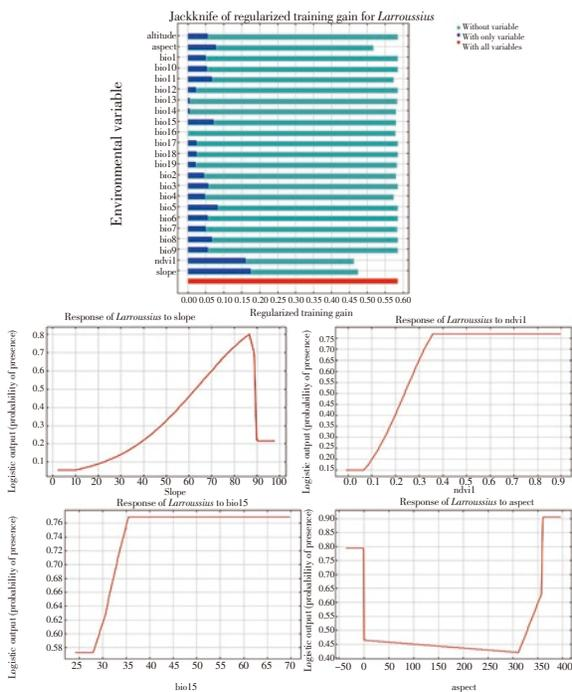 Jackknife of regularized training gain for Larroussius
Without variable
With only variable
With all variables
Environmental variable
altitude
aspect
bio1
bio10
bio11
bio12
bio13
bio14
bio15
bio16
bio17
bio18
bio19
bio2
bio3
bio4
bio5
bio6
bio7
bio8
bio9
ndvi1
slope
0.00 0.05 0.10 0.15 0.20 0.25 0.30 0.35 0.40 0.45 0.50 0.55 0.60
Regularized training gain
Response of Larroussius to slope
Logistic output (probability of presence)
0.8
0.7
0.6
0.5
0.4
0.3
0.2
0.1
0 10 20 30 40 50 60 70 80 90 100
Slope
Response of Larroussius to ndvi1
Logistic output (probability of presence)
0.75
0.70
0.65
0.60
0.55
0.50
0.45
0.40
0.35
0.30
0.25
0.20
0.15
0.0 0.1 0.2 0.3 0.4 0.5 0.6 0.7 0.8 0.9
ndvi1
Response of Larroussius to bio15
Logistic output (probability of presence)
0.76
0.74
0.72
0.70
0.68
0.66
0.64
0.62
0.60
0.58
25 30 35 40 45 50 55 60 65 70
bio15
Response of Larroussius to aspect
Logistic output (probability of presence)
0.90
0.85
0.80
0.75
0.70
0.65
0.60
0.55
0.50
0.45
0.40
-50 0 50 100 150 200 250 300 350 400
aspect